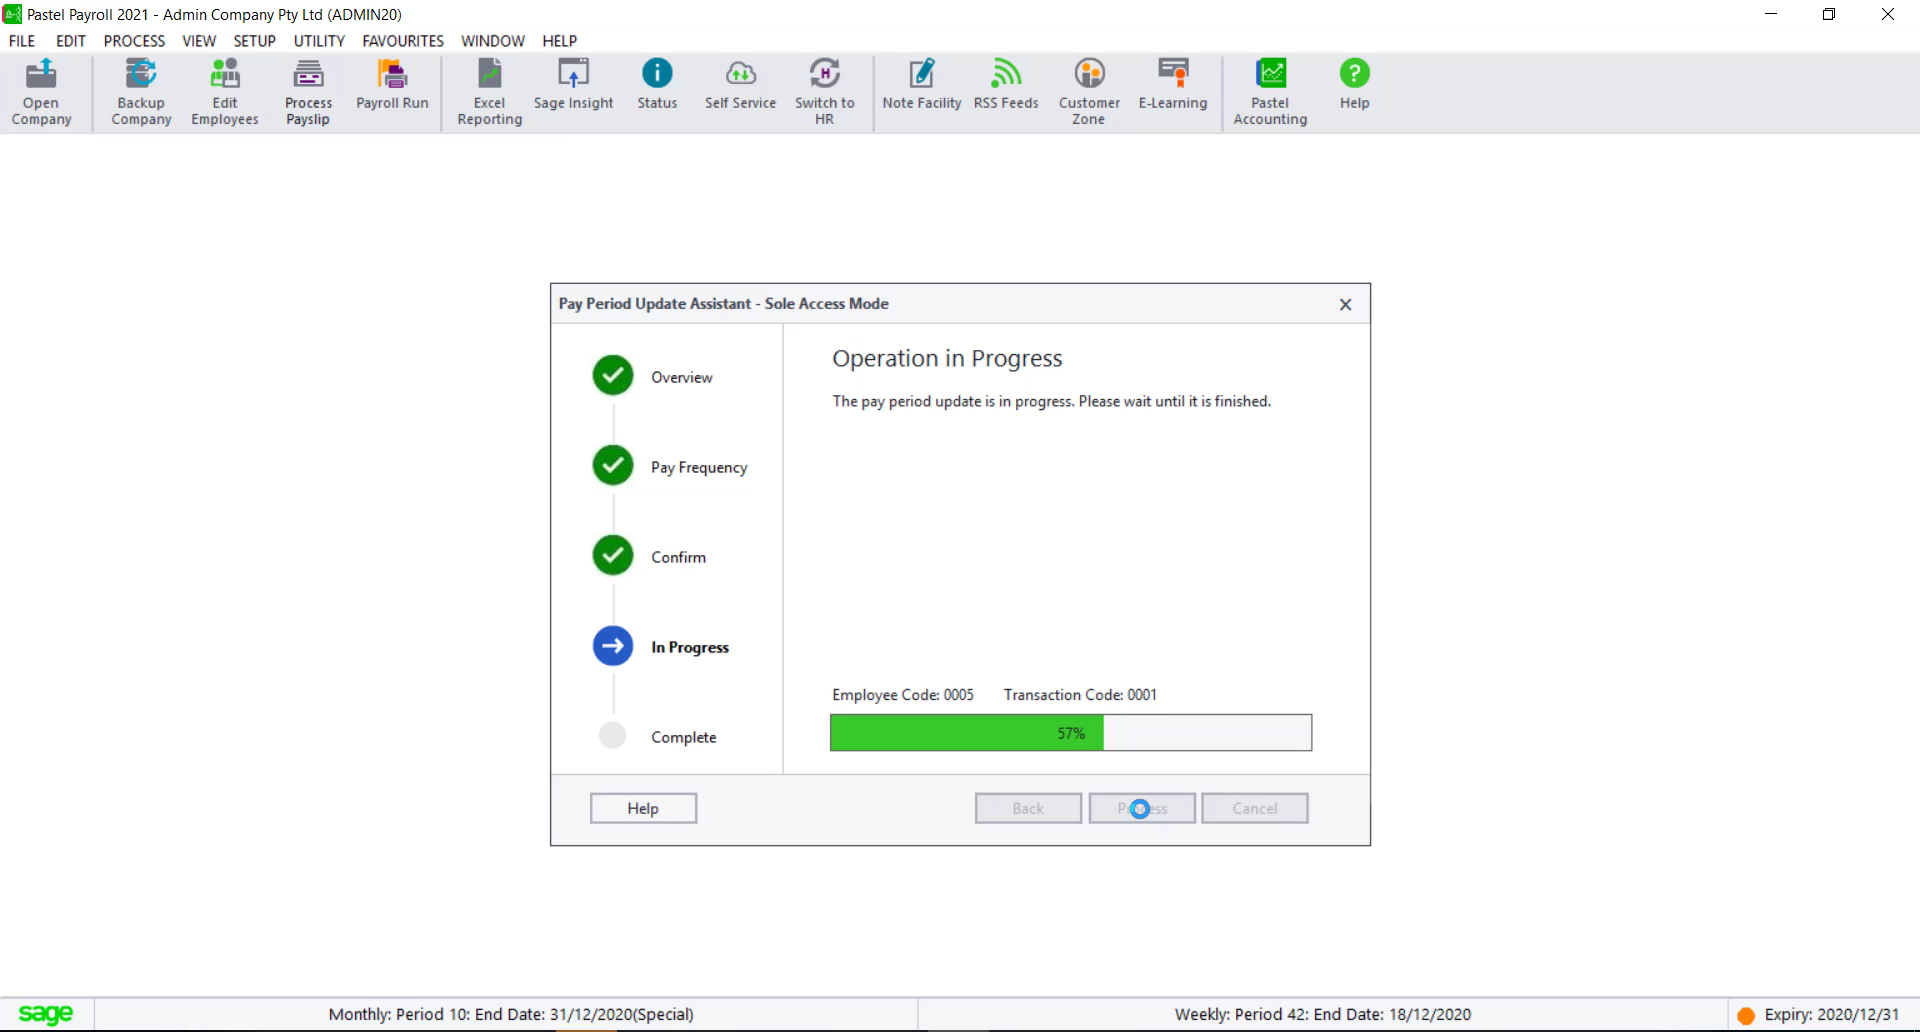 Pastel Payroll 2021 - Admin Company Pty Ltd (ADMIN20)
FILE EDIT PROCESS VIEW SETUP UTILITY FAVOURITES WINDOW HELP
Open Company
Backup Company
Edit Employees
Process Payslip
Payroll Run
Excel Reporting
Sage Insight
Status
Self Service
Switch to HR
Note Facility
RSS Feeds
Customer Zone
E-Learning
Pastel Accounting
Help
Pay Period Update Assistant - Sole Access Mode
Overview
Pay Frequency
Confirm
In Progress
Complete
Operation in Progress
The pay period update is in progress. Please wait until it is finished.
Employee Code: 0005 Transaction Code: 0001
57%
Help Back Process Cancel
sage Monthly: Period 10: End Date: 31/12/2020(Special) Weekly: Period 42: End Date: 18/12/2020 Expiry: 2020/12/31